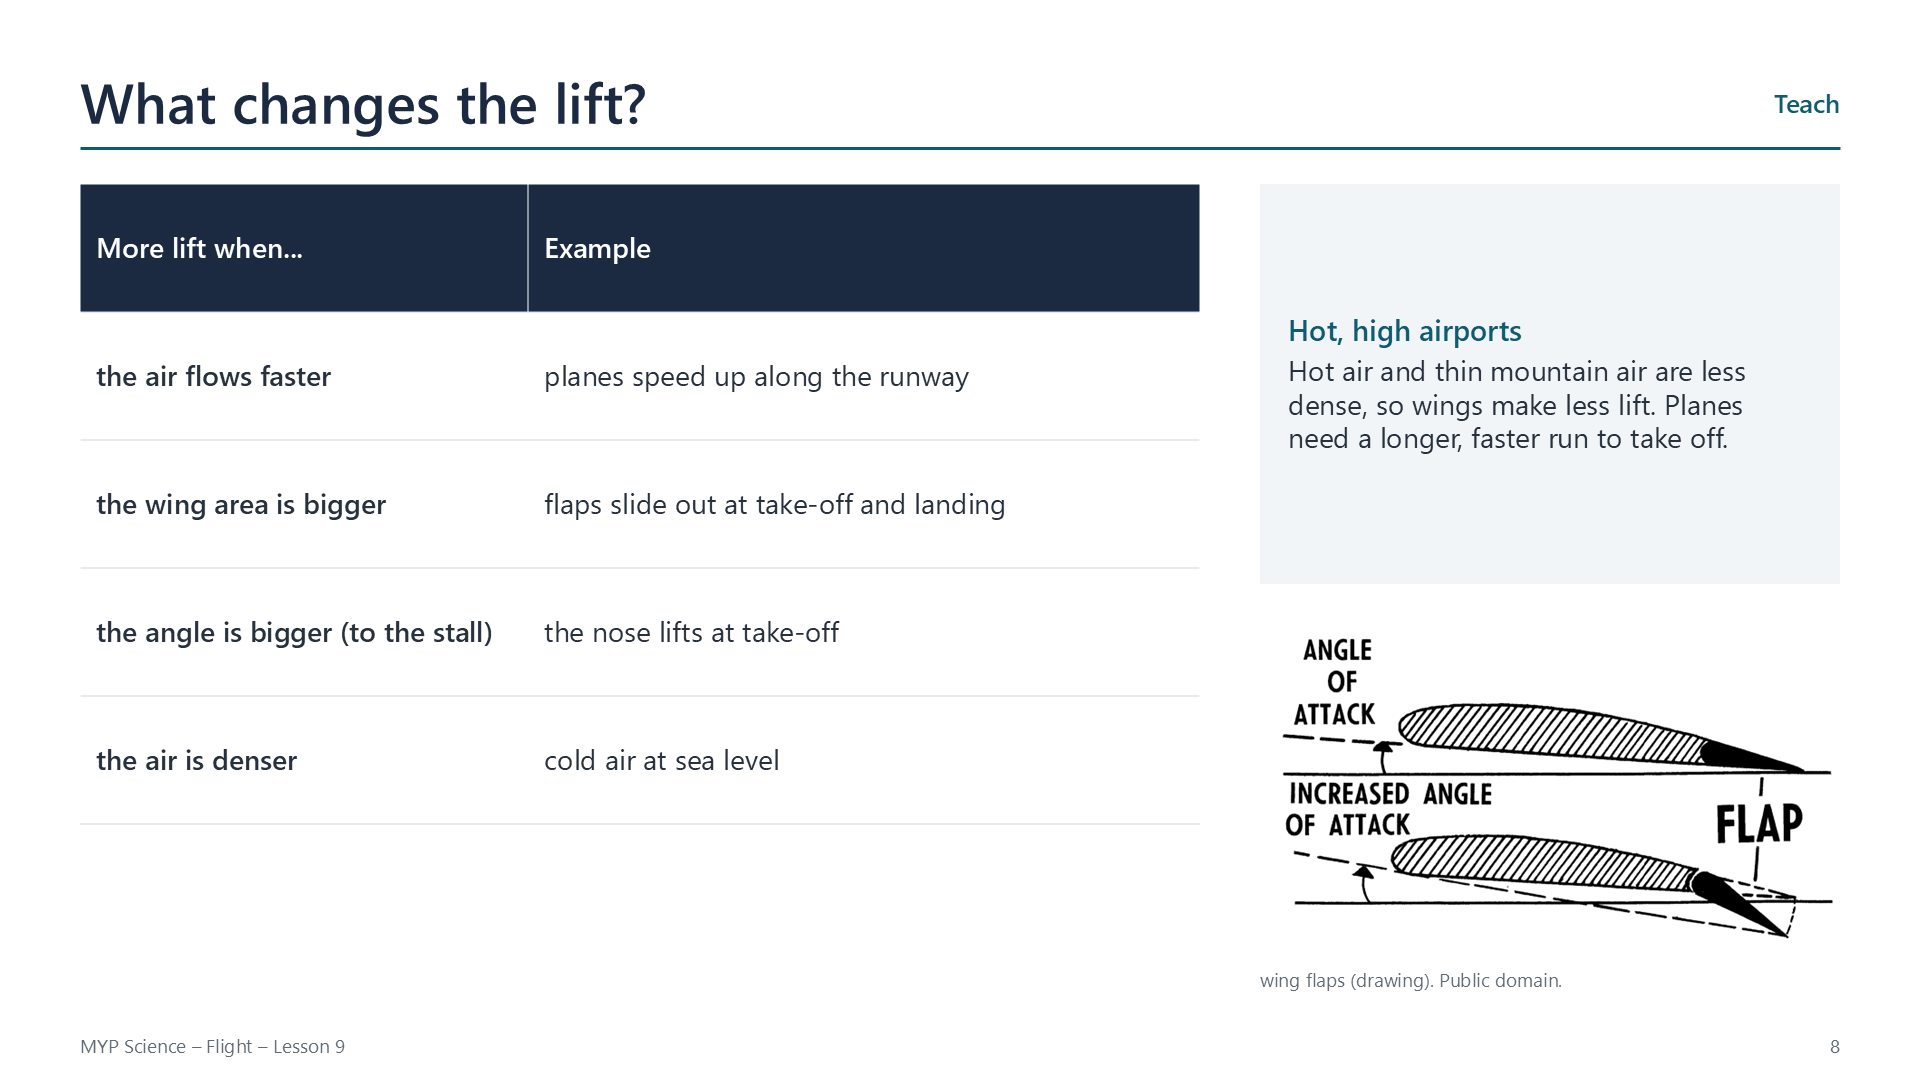 What changes the lift?
Teach
More lift when...
Example
the air flows faster
planes speed up along the runway
the wing area is bigger
flaps slide out at take-off and landing
the angle is bigger (to the stall)
the nose lifts at take-off
the air is denser
cold air at sea level
Hot, high airports
Hot air and thin mountain air are less
dense, so wings make less lift. Planes
need a longer, faster run to take off.
ANGLE
OF
ATTACK
INCREASED ANGLE
OF ATTACK
FLAP
wing flaps (drawing). Public domain.
MYP Science – Flight – Lesson 9
8